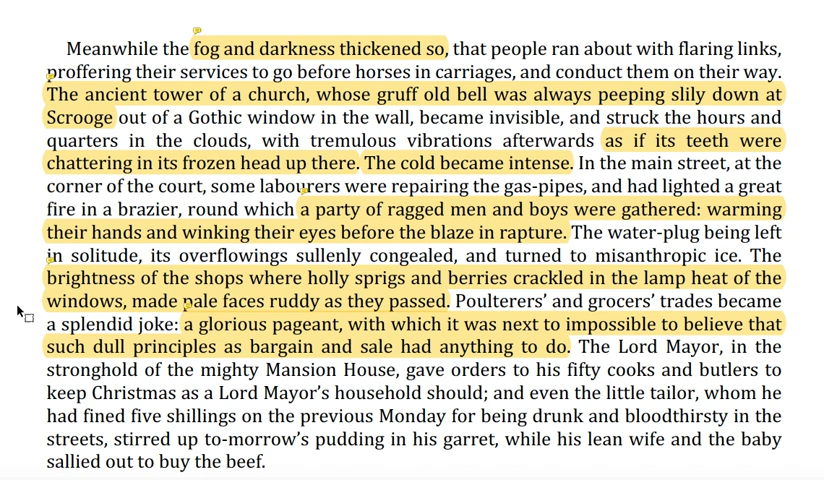 Meanwhile the fog and darkness thickened so, that people ran about with flaring links,
proffering their services to go before horses in carriages, and conduct them on their way.
The ancient tower of a church, whose gruff old bell was always peeping slily down at
Scrooge out of a Gothic window in the wall, became invisible, and struck the hours and
quarters in the clouds, with tremulous vibrations afterwards as if its teeth were
chattering in its frozen head up there. The cold became intense. In the main street, at the
corner of the court, some labourers were repairing the gas-pipes, and had lighted a great
fire in a brazier, round which a party of ragged men and boys were gathered: warming
their hands and winking their eyes before the blaze in rapture. The water-plug being left
in solitude, its overflowings sullenly congealed, and turned to misanthropic ice. The
brightness of the shops where holly sprigs and berries crackled in the lamp heat of the
windows, made pale faces ruddy as they passed. Poulterers’ and grocers’ trades became
a splendid joke: a glorious pageant, with which it was next to impossible to believe that
such dull principles as bargain and sale had anything to do. The Lord Mayor, in the
stronghold of the mighty Mansion House, gave orders to his fifty cooks and butlers to
keep Christmas as a Lord Mayor’s household should; and even the little tailor, whom he
had fined five shillings on the previous Monday for being drunk and bloodthirsty in the
streets, stirred up to-morrow’s pudding in his garret, while his lean wife and the baby
sallied out to buy the beef.